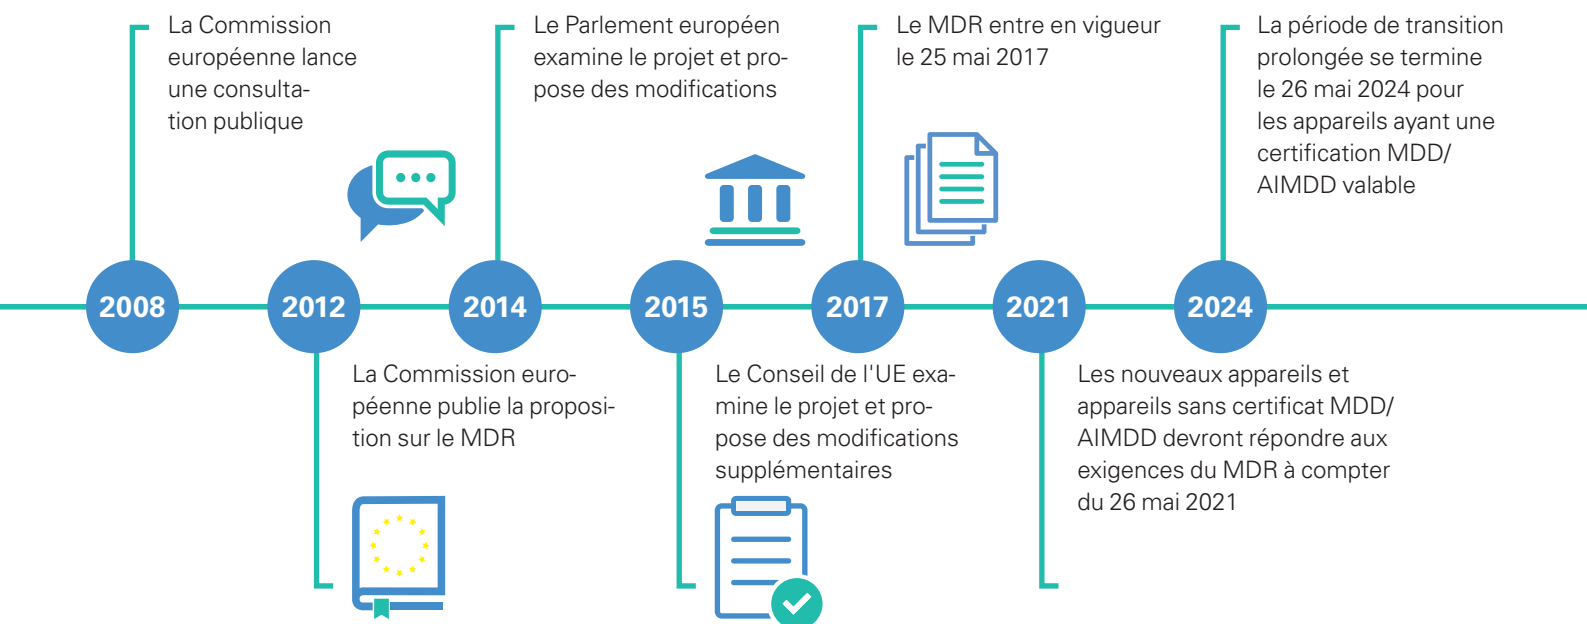 La Commission
européenne lance
une consulta-
tion publique
Le Parlement européen
examine le projet et pro-
pose des modifications
Le MDR entre en vigueur
le 25 mai 2017
La période de transition
prolongée se termine
le 26 mai 2024 pour
les appareils ayant une
certification MDD/
AIMDD valable
2008
2012
2014
2015
2017
2021
2024
La Commission euro-
péenne publie la proposi-
tion sur le MDR
Le Conseil de l'UE exa-
mine le projet et pro-
pose des modifications
supplémentaires
Les nouveaux appareils et
appareils sans certificat MDD/
AIMDD devront répondre aux
exigences du MDR à compter
du 26 mai 2021